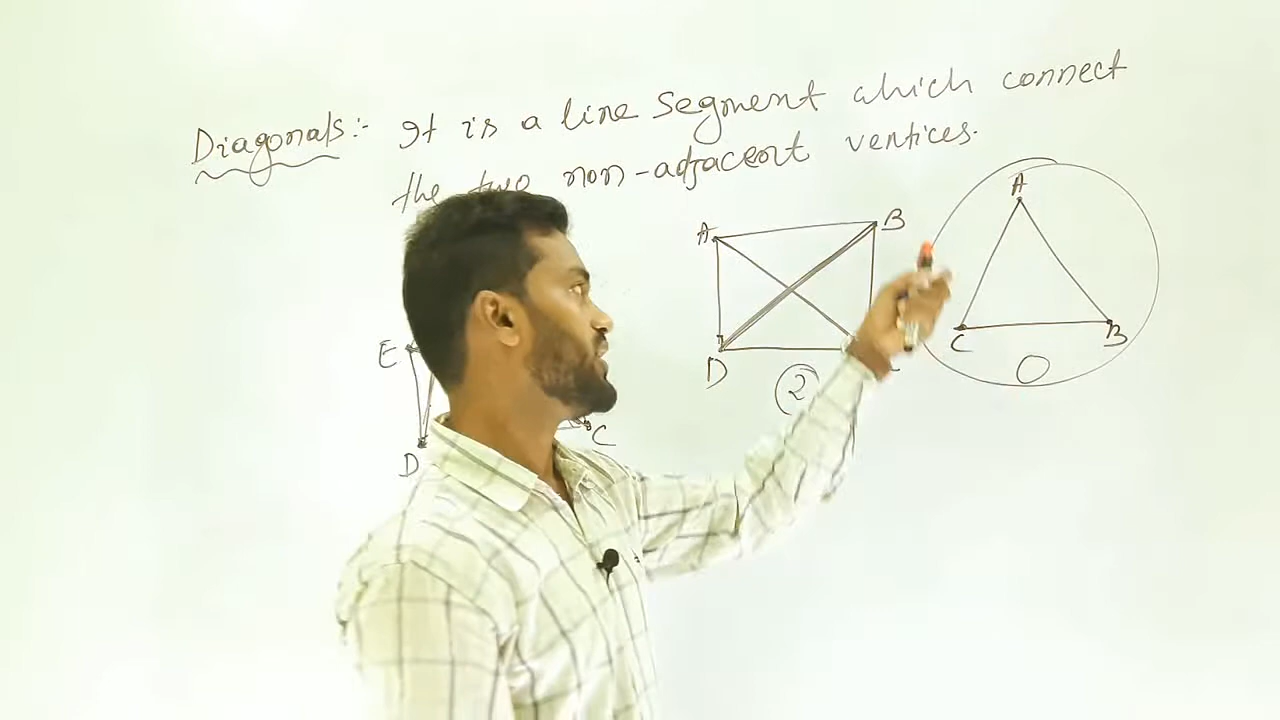 Diagonals:- It is a line segment which connect
the two non-adjacent vertices.
A B
D
2
A
C B
0
E
D C